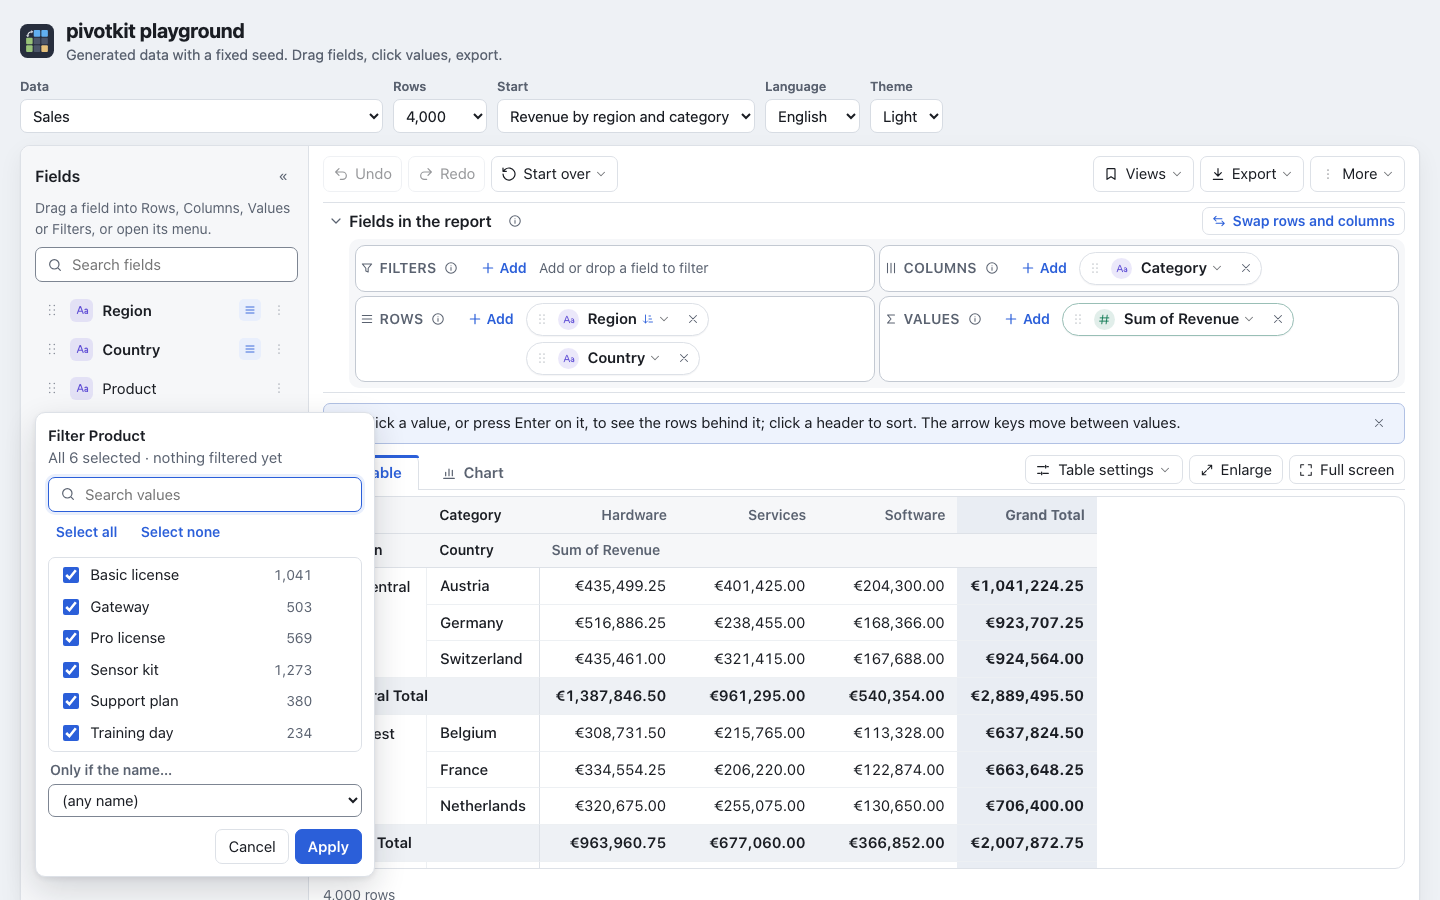 pivotkit playground
Generated data with a fixed seed. Drag fields, click values, export.
Data
Rows
Start
Language
Theme
Sales
4,000
Revenue by region and category
English
Light
Fields
«
Drag a field into Rows, Columns, Values
or Filters, or open its menu.
Search fields
Aa Region
Aa Country
Aa Product
Undo
Redo
Start over
Views
Export
More
Fields in the report
Swap rows and columns
FILTERS
+ Add
Add or drop a field to filter
COLUMNS
+ Add
Aa Category
ROWS
+ Add
Aa Region
Aa Country
Σ VALUES
+ Add
# Sum of Revenue
ick a value, or press Enter on it, to see the rows behind it; click a header to sort. The arrow keys move between values.
able
Chart
Table settings
Enlarge
Full screen
Filter Product
All 6 selected · nothing filtered yet
Search values
Select all
Select none
Basic license 1,041
Gateway 503
Pro license 569
Sensor kit 1,273
Support plan 380
Training day 234
Only if the name...
(any name)
Cancel
Apply
Category Hardware Services Software Grand Total
n Country Sum of Revenue
entral Austria €435,499.25 €401,425.00 €204,300.00 €1,041,224.25
Germany €516,886.25 €238,455.00 €168,366.00 €923,707.25
Switzerland €435,461.00 €321,415.00 €167,688.00 €924,564.00
ral Total €1,387,846.50 €961,295.00 €540,354.00 €2,889,495.50
est Belgium €308,731.50 €215,765.00 €113,328.00 €637,824.50
France €334,554.25 €206,220.00 €122,874.00 €663,648.25
Netherlands €320,675.00 €255,075.00 €130,650.00 €706,400.00
Total €963,960.75 €677,060.00 €366,852.00 €2,007,872.75
4,000 rows